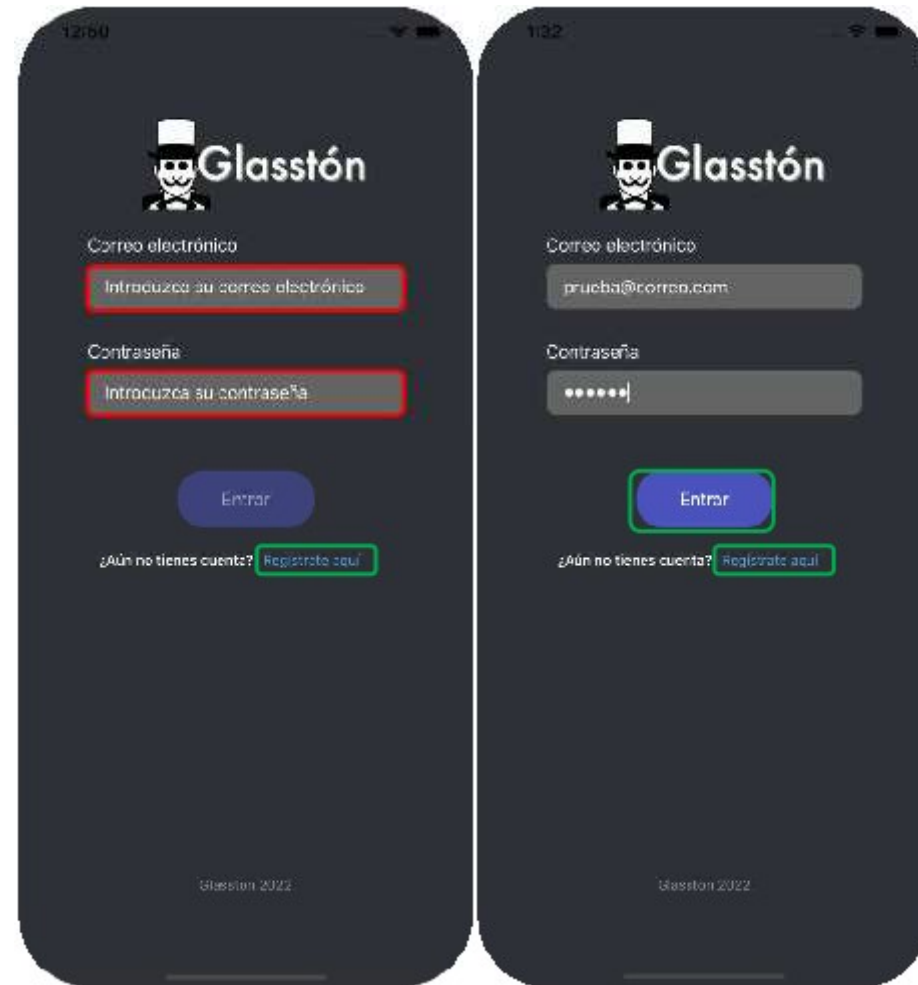 12:50
Glasstón
Correo electrónico
Introduzca su correo electrónico
Contraseña
Introduzca su contraseña
Entrar
¿Aún no tienes cuenta? Regístrate aquí
Glasston 2022
1:32
Glasstón
Correo electrónico
prueba@correo.com
Contraseña
••••••
Entrar
¿Aún no tienes cuenta? Regístrate aquí
Glasston 2022